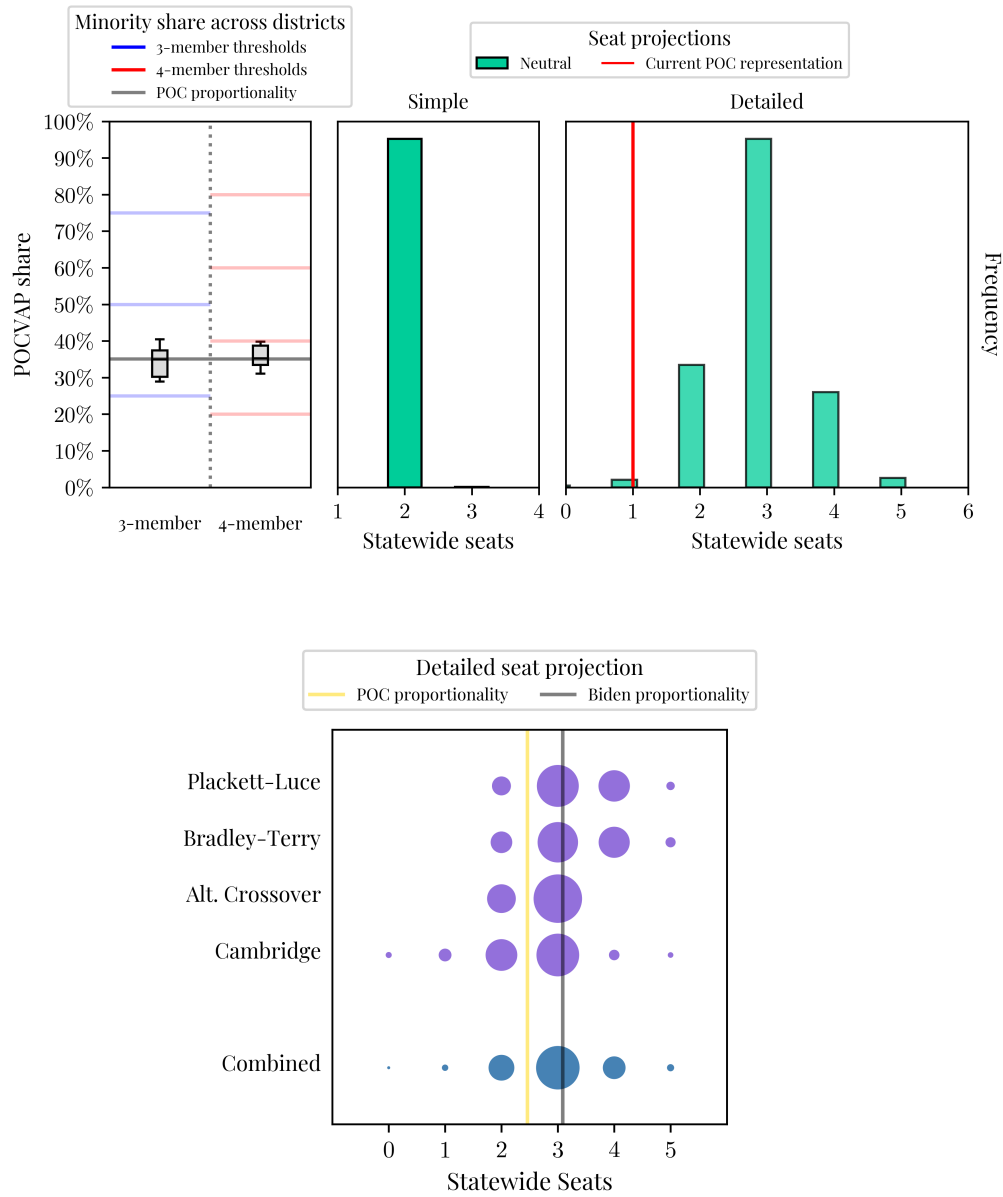 Minority share across districts
3-member thresholds
4-member thresholds
POC proportionality
Seat projections
Neutral
Current POC representation
Simple
Detailed
100%
90%
80%
70%
60%
50%
40%
30%
20%
10%
0%
POCVAP share
3-member
4-member
1
2
3
4
Statewide seats
0
1
2
3
4
5
6
Statewide seats
Frequency
Detailed seat projection
POC proportionality
Biden proportionality
Plackett-Luce
Bradley-Terry
Alt. Crossover
Cambridge
Combined
0
1
2
3
4
5
Statewide Seats